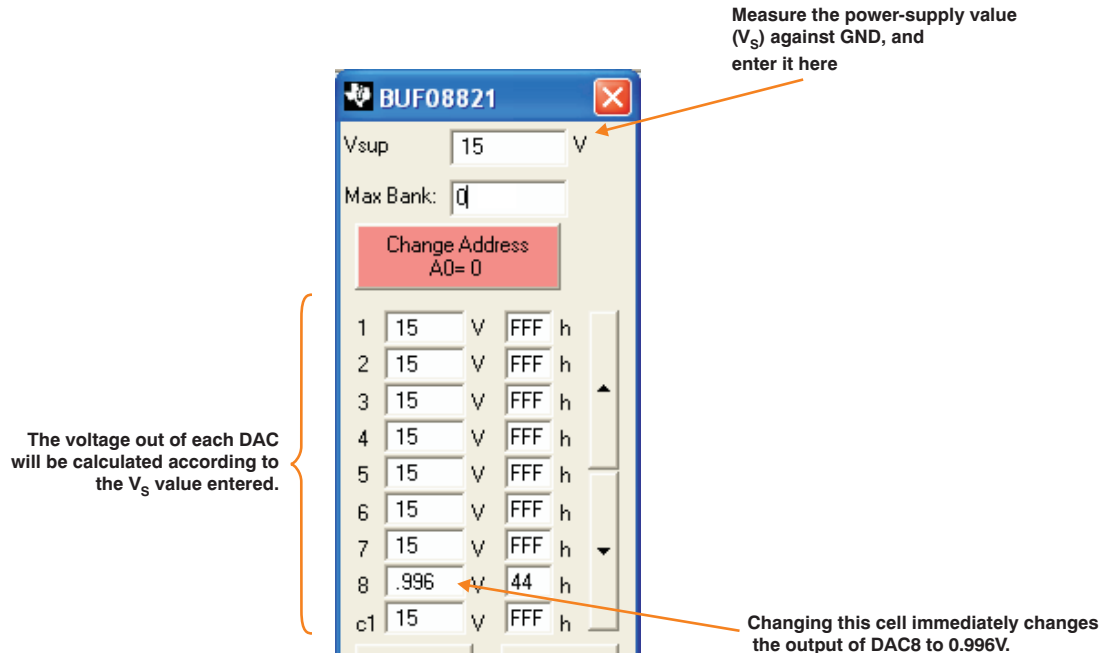 Measure the power-supply value
(VS) against GND, and
enter it here
BUF08821
Vsup 15 V
Max Bank: 0
Change Address
A0= 0
1 15 V FFF h
2 15 V FFF h
3 15 V FFF h
4 15 V FFF h
5 15 V FFF h
6 15 V FFF h
7 15 V FFF h
8 .996 V 44 h
c1 15 V FFF h
The voltage out of each DAC
will be calculated according to
the VS value entered.
Changing this cell immediately changes
the output of DAC8 to 0.996V.